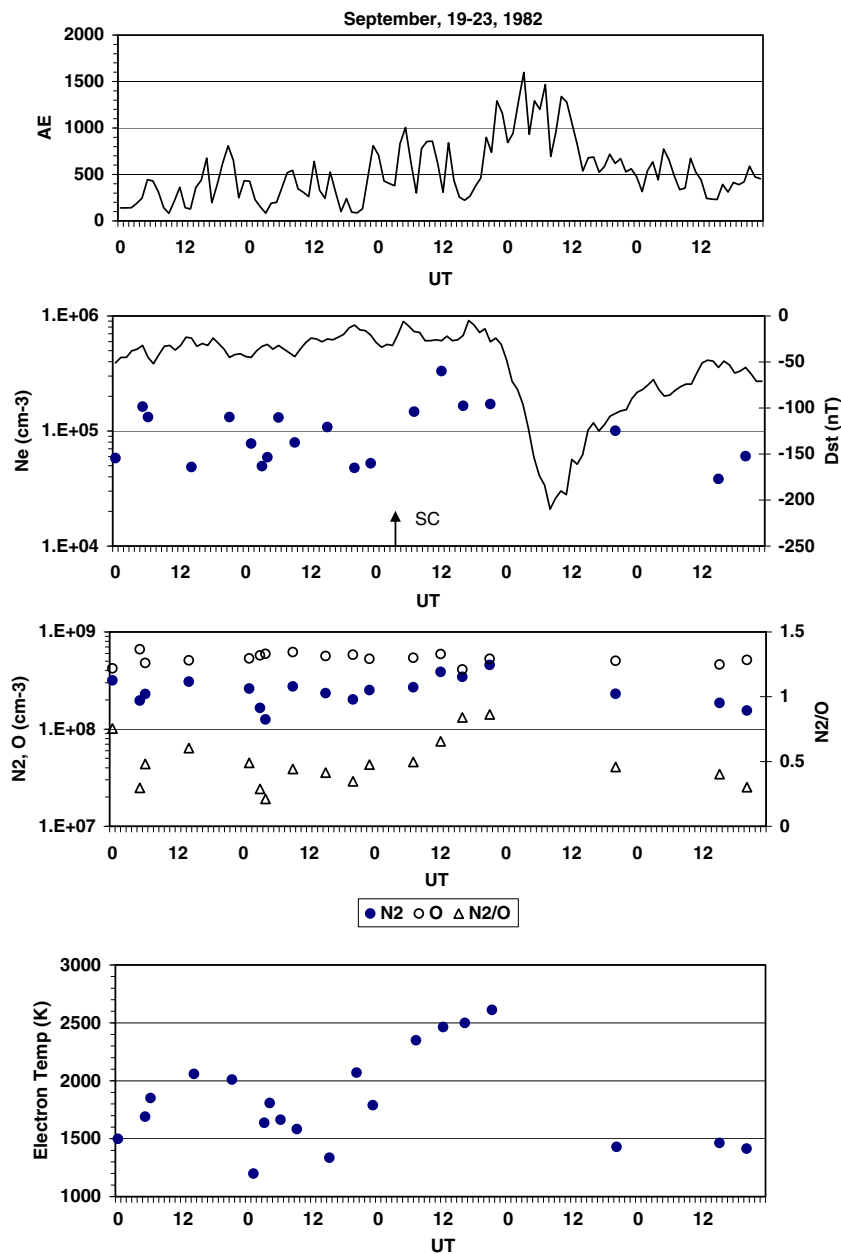 September, 19-23, 1982
2000
1500
1000
500
0
AE
0 12 0 12 0 12 0 12 0 12
UT
1.E+06
1.E+05
1.E+04
Ne (cm-3)
0
-50
-100
-150
-200
-250
Dst (nT)
SC
0 12 0 12 0 12 0 12 0 12
UT
1.E+09
1.E+08
1.E+07
N2, O (cm-3)
1.5
1
0.5
0
N2/O
0 12 0 12 0 12 0 12 0 12
UT
N2 O N2/O
3000
2500
2000
1500
1000
Electron Temp (K)
0 12 0 12 0 12 0 12 0 12
UT